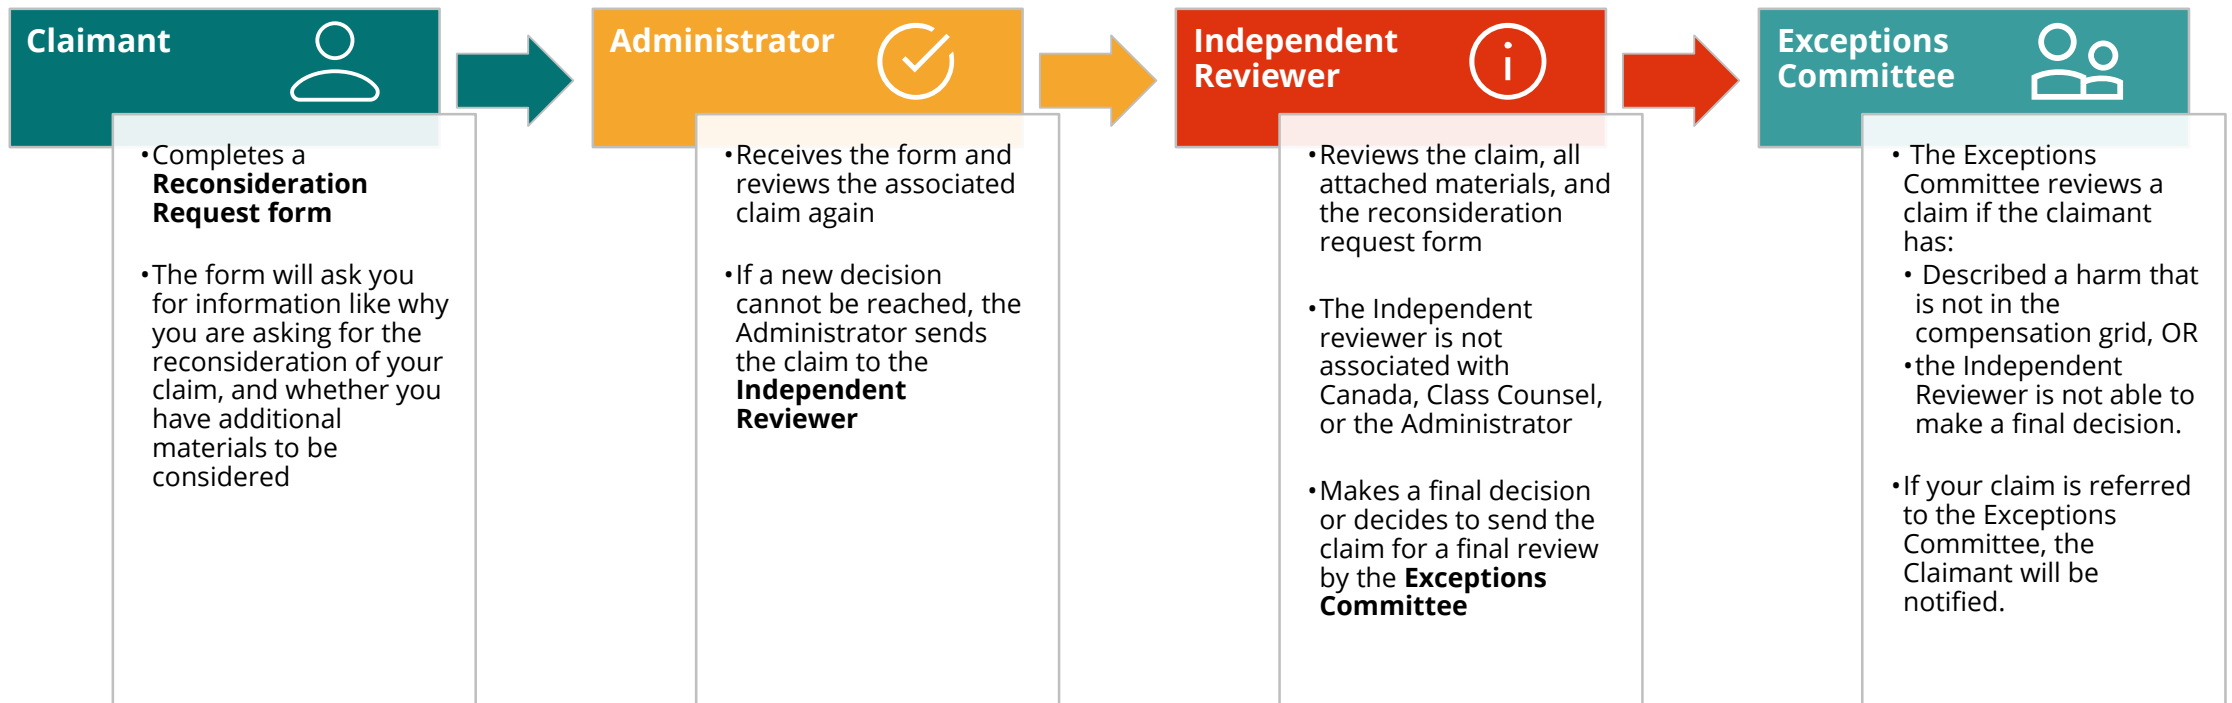 Claimant
•Completes a
Reconsideration
Request form
•The form will ask you
for information like why
you are asking for the
reconsideration of your
claim, and whether you
have additional
materials to be
considered
Administrator
•Receives the form and
reviews the associated
claim again
•If a new decision
cannot be reached, the
Administrator sends
the claim to the
Independent
Reviewer
Independent
Reviewer
•Reviews the claim, all
attached materials, and
the reconsideration
request form
•The Independent
reviewer is not
associated with
Canada, Class Counsel,
or the Administrator
•Makes a final decision
or decides to send the
claim for a final review
by the Exceptions
Committee
Exceptions
Committee
• The Exceptions
Committee reviews a
claim if the claimant
has:
• Described a harm that
is not in the
compensation grid, OR
•the Independent
Reviewer is not able to
make a final decision.
•If your claim is referred
to the Exceptions
Committee, the
Claimant will be
notified.